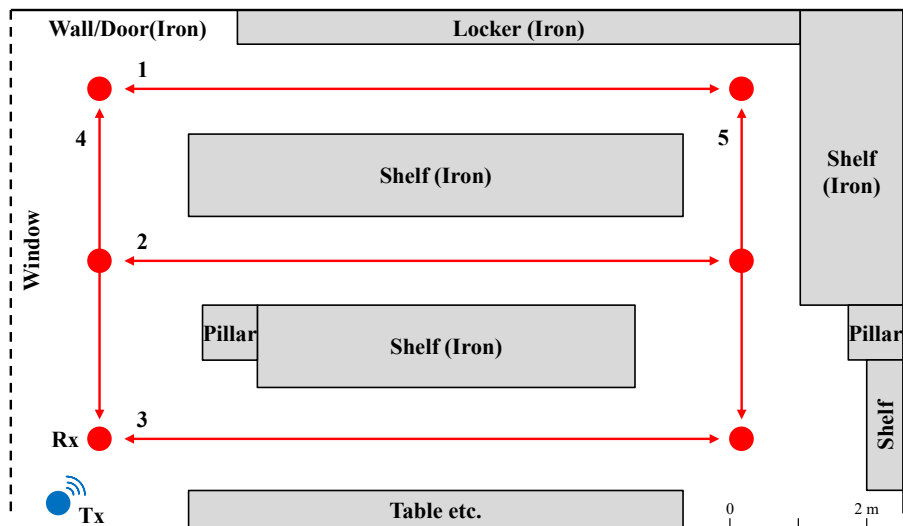 Wall/Door(Iron)
Locker (Iron)
1
4
5
Shelf (Iron)
Shelf
(Iron)
Window
2
Pillar
Shelf (Iron)
Pillar
3
Rx
Shelf
Tx
Table etc.
0
2 m